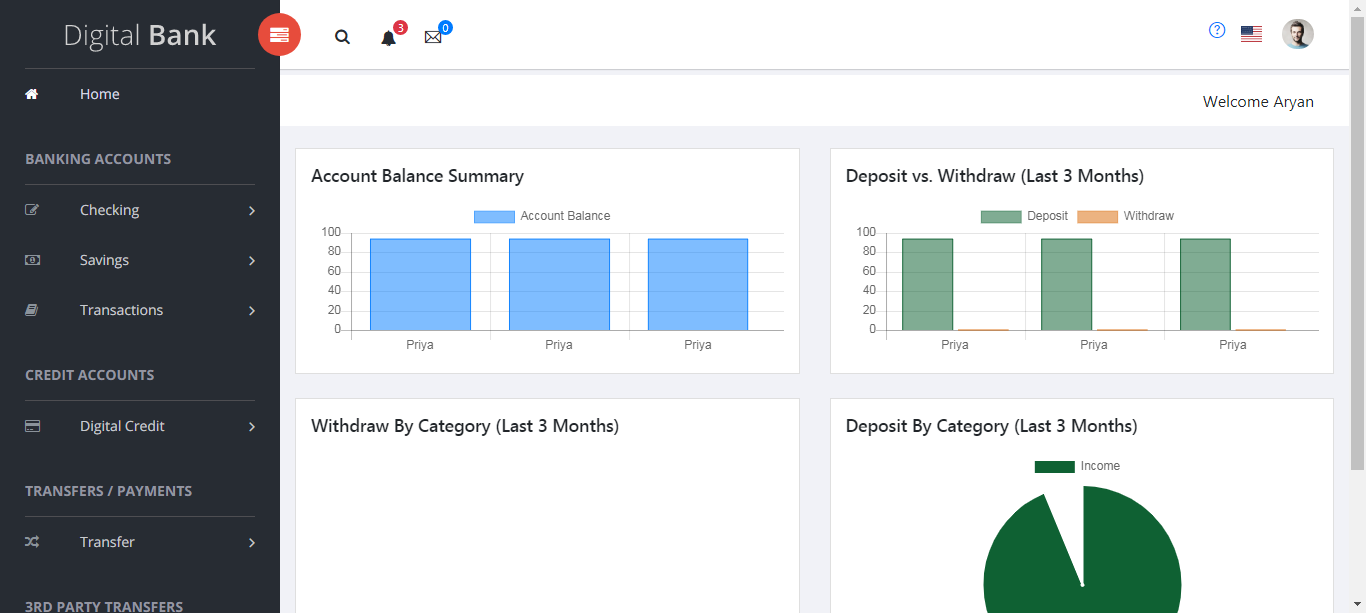 Digital Bank
3
0
Home
Welcome Aryan
BANKING ACCOUNTS
Checking
Savings
Transactions
CREDIT ACCOUNTS
Digital Credit
TRANSFERS / PAYMENTS
Transfer
3RD PARTY TRANSFERS
Account Balance Summary
Account Balance
100
80
60
40
20
0
Priya Priya Priya
Deposit vs. Withdraw (Last 3 Months)
Deposit Withdraw
100
80
60
40
20
0
Priya Priya Priya
Withdraw By Category (Last 3 Months)
Deposit By Category (Last 3 Months)
Income